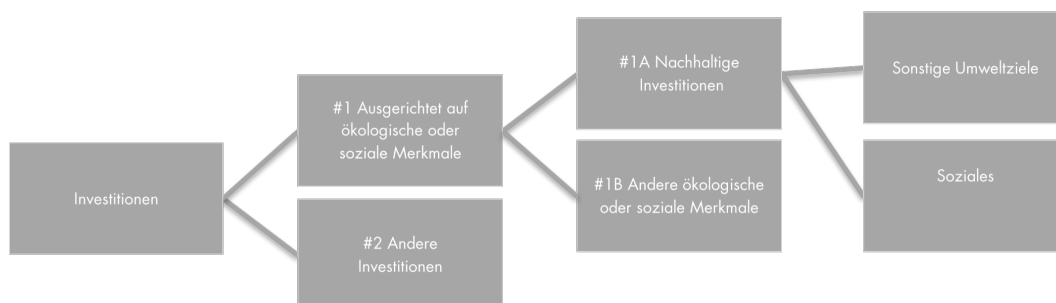 Investitionen
#1 Ausgerichtet auf
ökologische oder
soziale Merkmale
#2 Andere
Investitionen
#1A Nachhaltige
Investitionen
#1B Andere ökologische
oder soziale Merkmale
Sonstige Umweltziele
Soziales